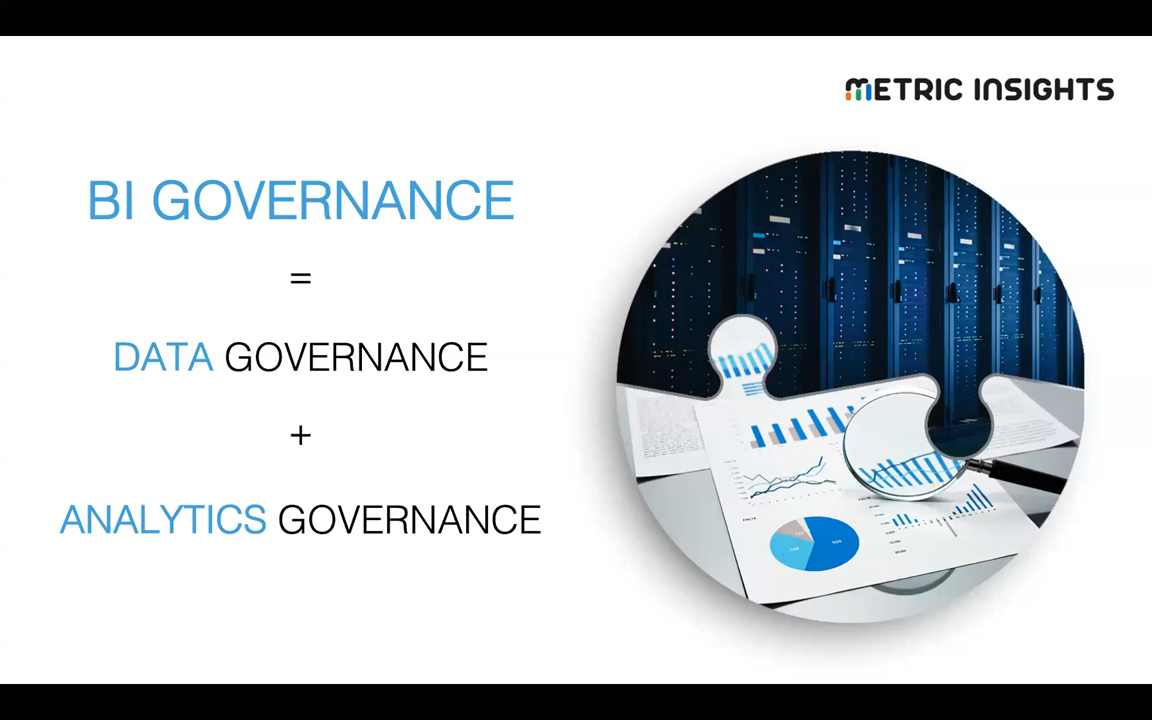 METRIC INSIGHTS
BI GOVERNANCE
=
DATA GOVERNANCE
+
ANALYTICS GOVERNANCE